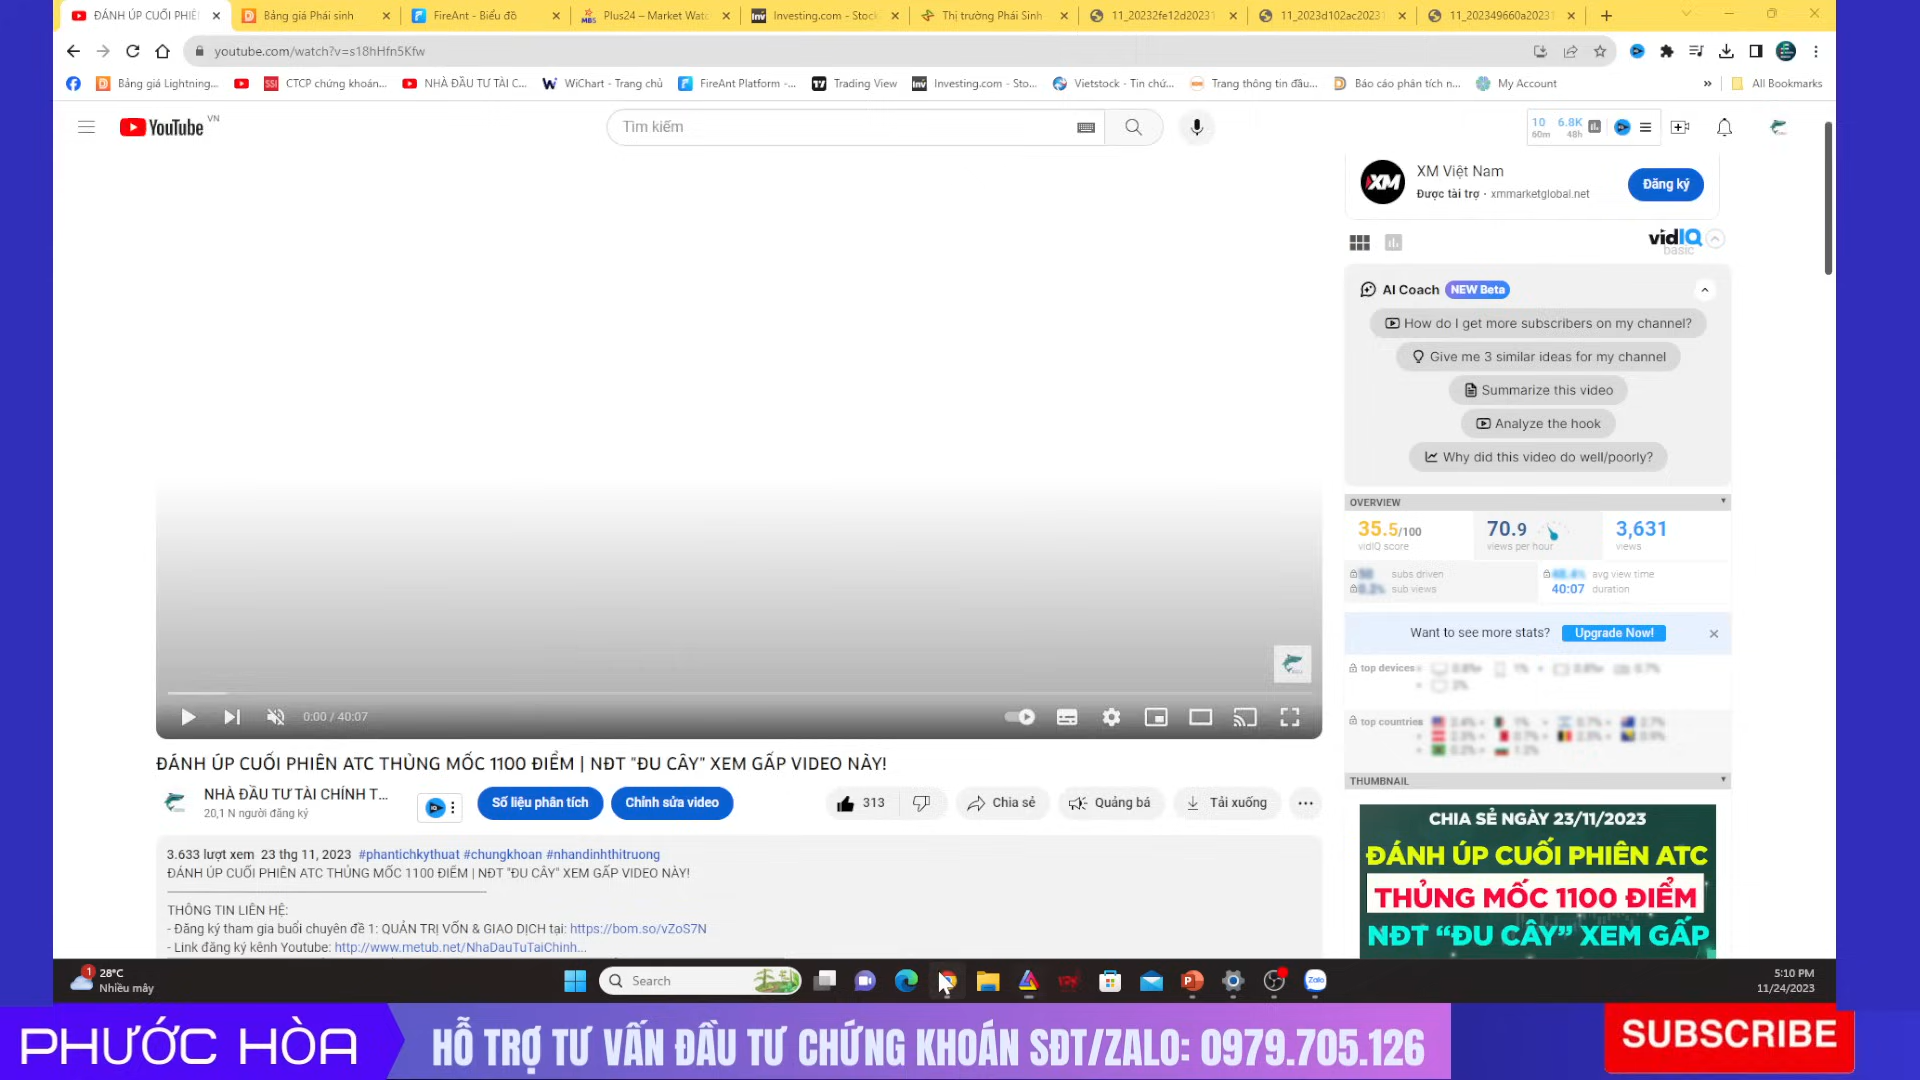 ĐÁNH ÚP CUỐI PHIÊ
Bảng giá Phái sinh
FireAnt - Biểu đồ
Plus24 – Market Wat
Investing.com - Stock
Thị trường Phái Sinh
11_20232fe12d20231
11_2023d102ac20231
11_202349660a20231
youtube.com/watch?v=s18hHfn5Kfw
Bảng giá Lightning...
CTCP chứng khoán...
NHÀ ĐẦU TƯ TÀI C...
WiChart - Trang chủ
FireAnt Platform -...
Trading View
Investing.com - Sto...
Vietstock - Tin chứ...
Trang thông tin đầu...
Báo cáo phân tích n...
My Account
»
All Bookmarks
YouTube VN
Tìm kiếm
10 6.8K
60m 48h
XM
XM Việt Nam
Được tài trợ · xmmarketglobal.net
Đăng ký
vidIQ
basic
AI Coach NEW Beta
How do I get more subscribers on my channel?
Give me 3 similar ideas for my channel
Summarize this video
Analyze the hook
Why did this video do well/poorly?
OVERVIEW
35.5/100 70.9 3,631
vidIQ score views per hour views
subs driven avg view time
sub views 40:07 duration
Want to see more stats? Upgrade Now!
top devices
top countries
THUMBNAIL
CHIA SẺ NGÀY 23/11/2023
ĐÁNH ÚP CUỐI PHIÊN ATC
THỦNG MỐC 1100 ĐIỂM
NĐT “ĐU CÂY” XEM GẤP
0:00 / 40:07
ĐÁNH ÚP CUỐI PHIÊN ATC THỦNG MỐC 1100 ĐIỂM | NĐT "ĐU CÂY" XEM GẤP VIDEO NÀY!
NHÀ ĐẦU TƯ TÀI CHÍNH T...
20,1 N người đăng ký
Số liệu phân tích
Chỉnh sửa video
313
Chia sẻ
Quảng bá
Tải xuống
3.633 lượt xem 23 thg 11, 2023 #phantichkythuat #chungkhoan #nhandinhthitruong
ĐÁNH ÚP CUỐI PHIÊN ATC THỦNG MỐC 1100 ĐIỂM | NĐT "ĐU CÂY" XEM GẤP VIDEO NÀY!
THÔNG TIN LIÊN HỆ:
- Đăng ký tham gia buổi chuyên đề 1: QUẢN TRỊ VỐN & GIAO DỊCH tại: https://bom.so/vZoS7N
- Link đăng ký kênh Youtube: http://www.metub.net/NhaDauTuTaiChinh...
1
28°C
Nhiều mây
Search
Zalo
5:10 PM
11/24/2023
PHƯỚC HÒA
HỖ TRỢ TƯ VẤN ĐẦU TƯ CHỨNG KHOÁN SĐT/ZALO: 0979.705.126
SUBSCRIBE